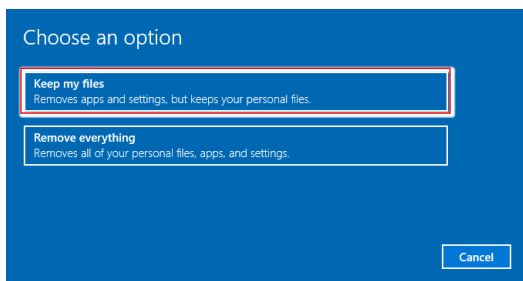 Choose an option
Keep my files
Removes apps and settings, but keeps your personal files.
Remove everything
Removes all of your personal files, apps, and settings.
Cancel